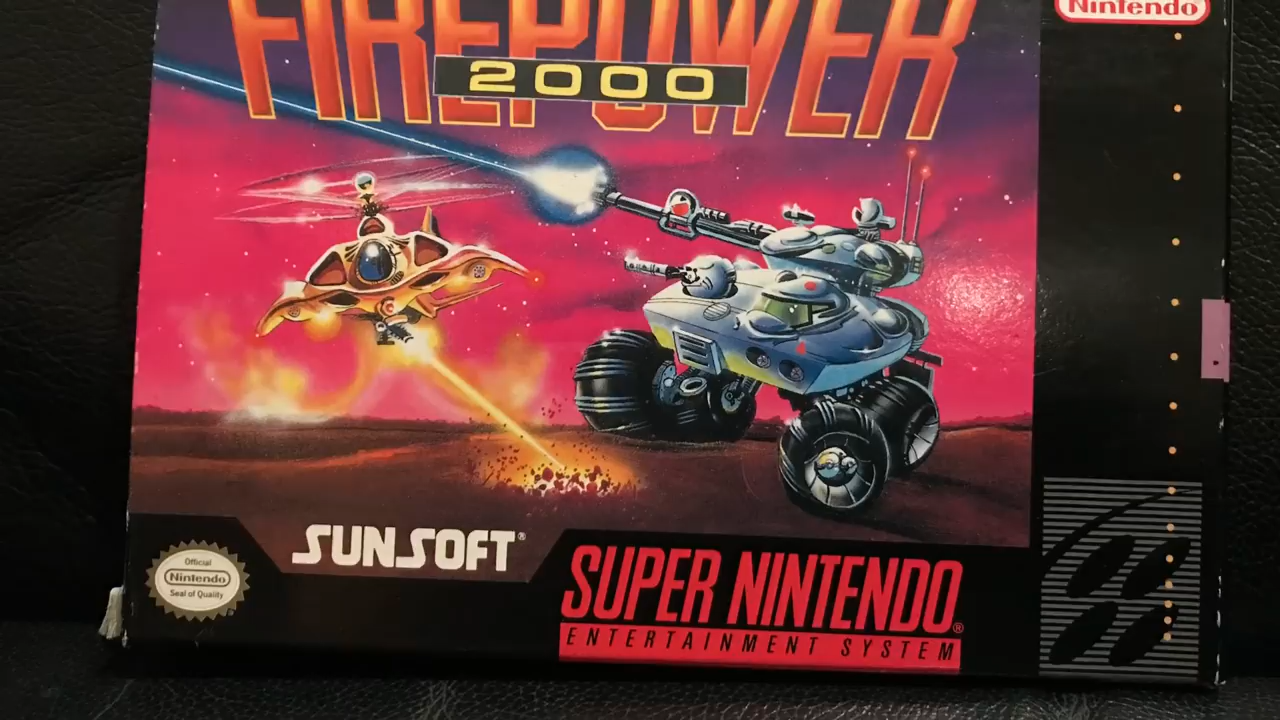 Nintendo
FIREPOWER
2000
SUNSOFT®
Official
Nintendo
Seal of Quality
SUPER NINTENDO®
ENTERTAINMENT SYSTEM